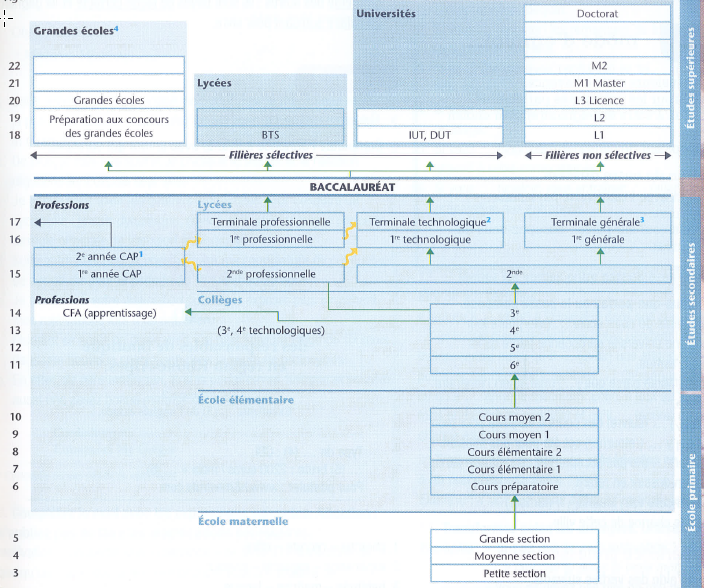 Universités
Doctorat
Grandes écoles⁴
22
M2
21
Lycées
M1 Master
20
Grandes écoles
L3 Licence
19
Préparation aux concours
L2
18
des grandes écoles
BTS
IUT, DUT
L1
Études supérieures
Filières sélectives
Filières non sélectives
BACCALAURÉAT
Professions
Lycées
17
Terminale professionnelle
Terminale technologique²
Terminale générale³
16
1re professionnelle
1re technologique
1re générale
2e année CAP¹
15
1re année CAP
2nde professionnelle
2nde
Études secondaires
Professions
Collèges
14
CFA (apprentissage)
3e
13
(3e, 4e technologiques)
4e
12
5e
11
6e
École élémentaire
10
Cours moyen 2
9
Cours moyen 1
8
Cours élémentaire 2
7
Cours élémentaire 1
6
Cours préparatoire
École primaire
École maternelle
5
Grande section
4
Moyenne section
3
Petite section